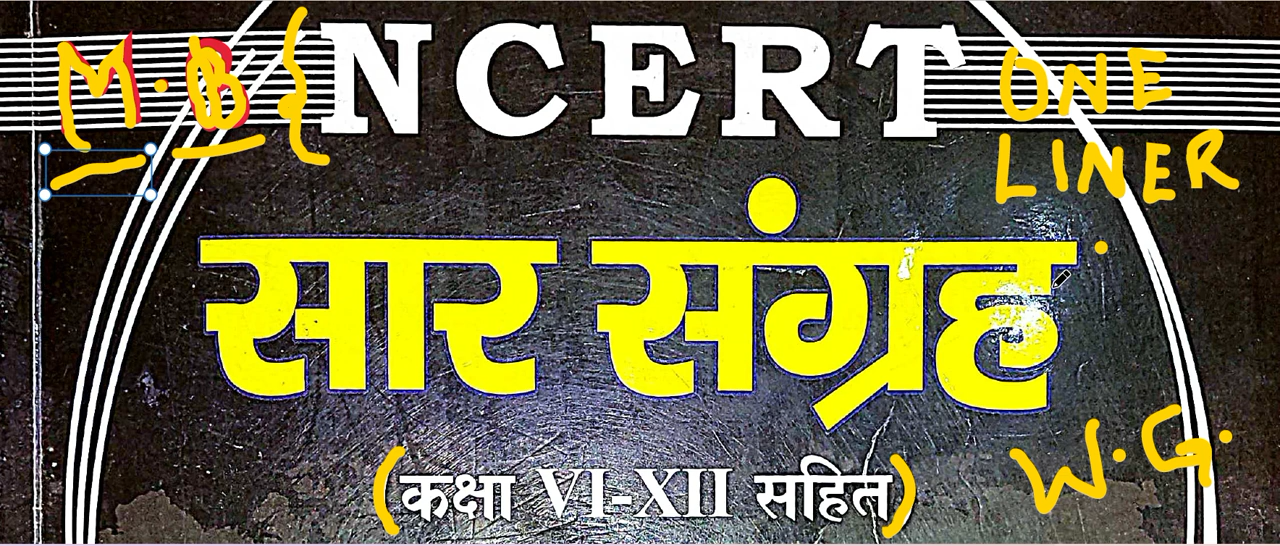 M.B { NCERT ONE
LINER
सार संग्रह
(कक्षा VI-XII सहित)
W.G.